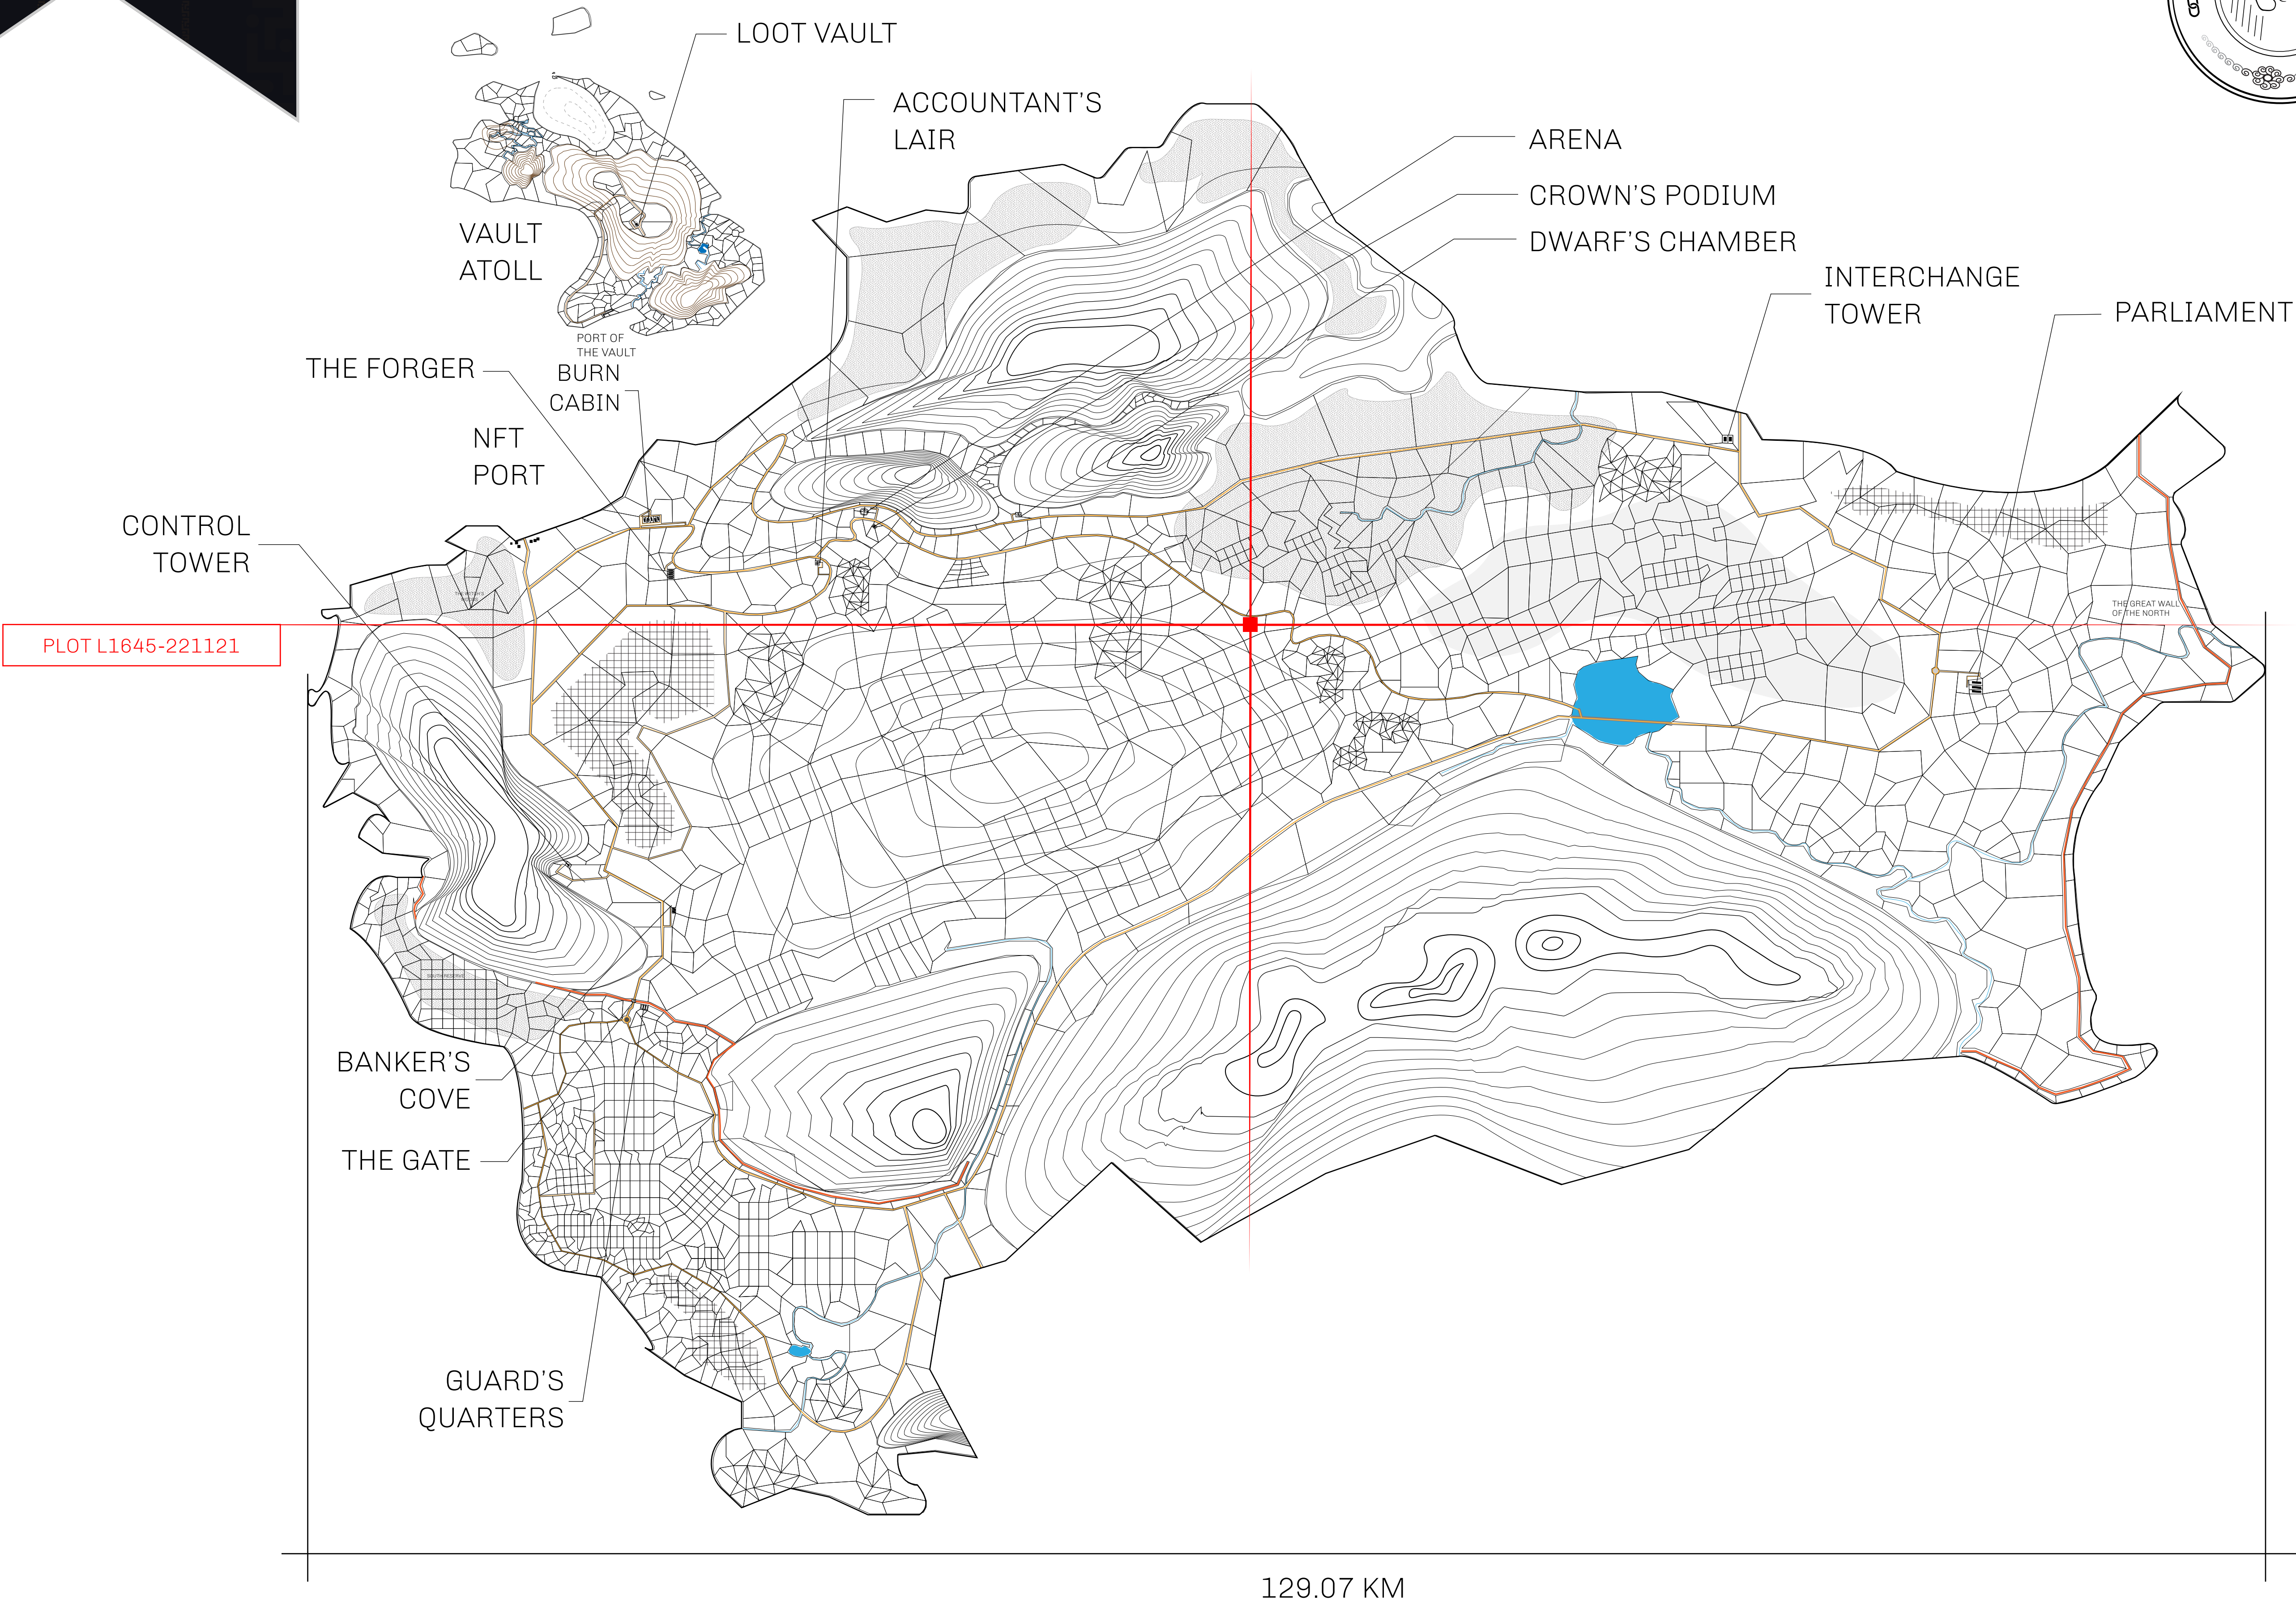 LOOT VAULT
ACCOUNTANT'S
LAIR
ARENA
CROWN'S PODIUM
DWARF'S CHAMBER
INTERCHANGE
TOWER
PARLIAMENT
VAULT
ATOLL
PORT OF
THE VAULT
THE FORGER
BURN
CABIN
NFT
PORT
CONTROL
TOWER
THE GREAT WALL
OF THE NORTH
PLOT L1645-221121
SOUTH RESERVE
BANKER'S
COVE
THE GATE
GUARD'S
QUARTERS
129.07 KM